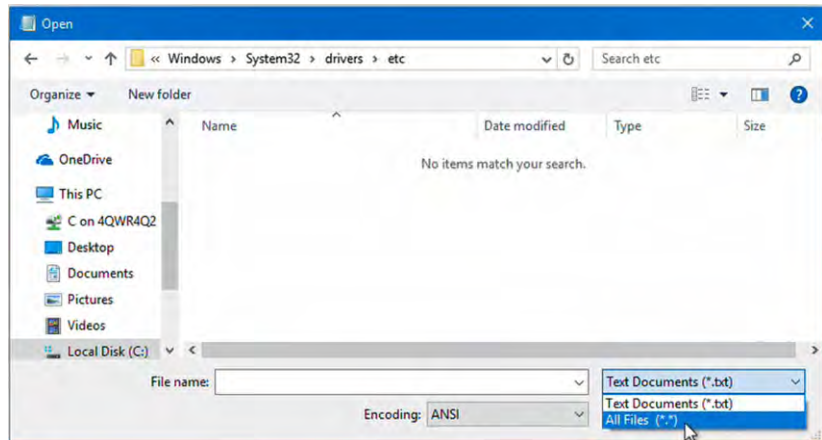 Open
« Windows › System32 › drivers › etc
Search etc
Organize
New folder
Music
OneDrive
This PC
C on 4QWR4Q2
Desktop
Documents
Pictures
Videos
Local Disk (C:)
Name
Date modified
Type
Size
No items match your search.
File name:
Text Documents (*.txt)
Text Documents (*.txt)
All Files (*.*)
Encoding: ANSI